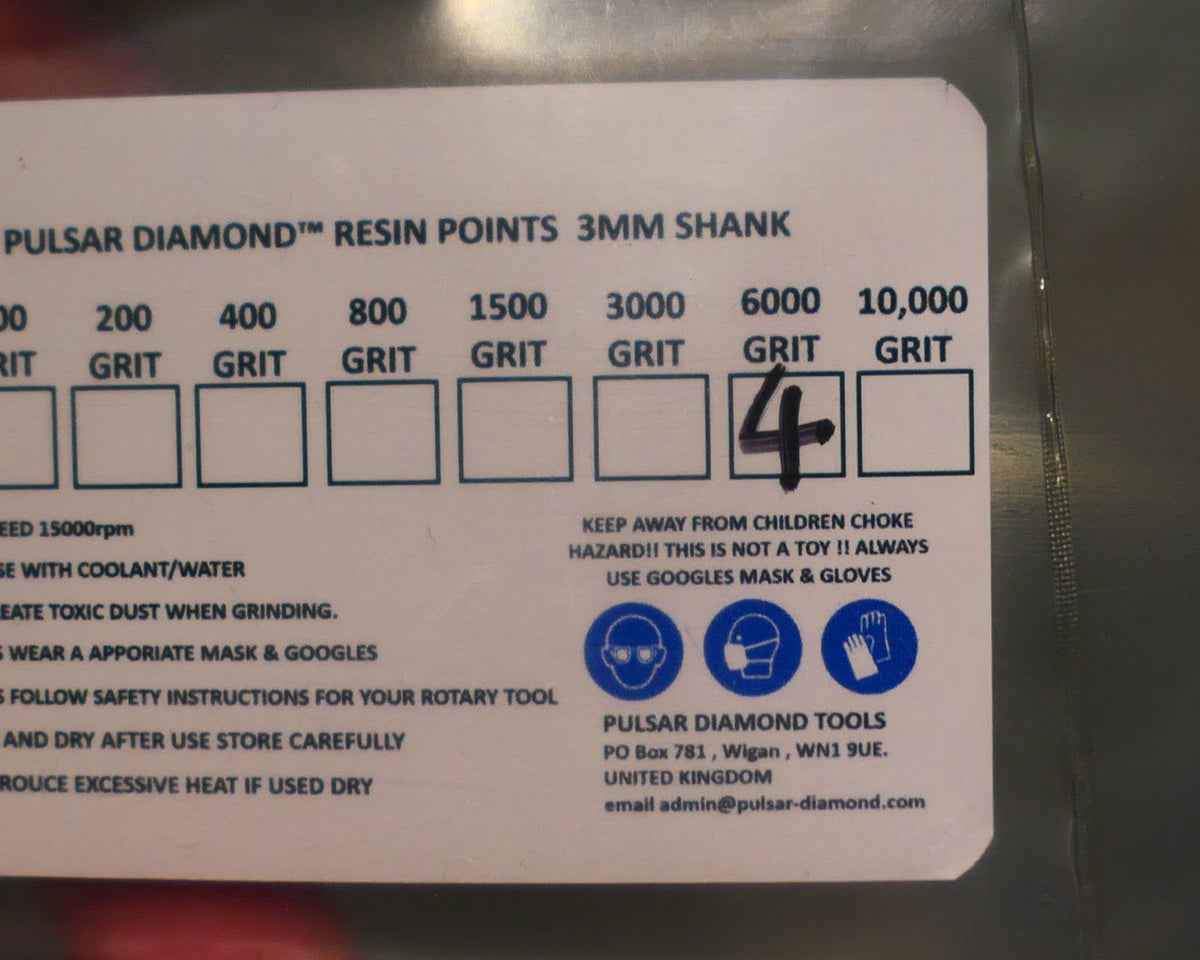 PULSAR DIAMOND™ RESIN POINTS 3MM SHANK
00 200 400 800 1500 3000 6000 10,000
RIT GRIT GRIT GRIT GRIT GRIT GRIT GRIT
4
EED 15000rpm
SE WITH COOLANT/WATER
EATE TOXIC DUST WHEN GRINDING.
S WEAR A APPORIATE MASK & GOOGLES
S FOLLOW SAFETY INSTRUCTIONS FOR YOUR ROTARY TOOL
AND DRY AFTER USE STORE CAREFULLY
ROUCE EXCESSIVE HEAT IF USED DRY
KEEP AWAY FROM CHILDREN CHOKE
HAZARD!! THIS IS NOT A TOY !! ALWAYS
USE GOOGLES MASK & GLOVES
PULSAR DIAMOND TOOLS
PO Box 781 , Wigan , WN1 9UE.
UNITED KINGDOM
email admin@pulsar-diamond.com